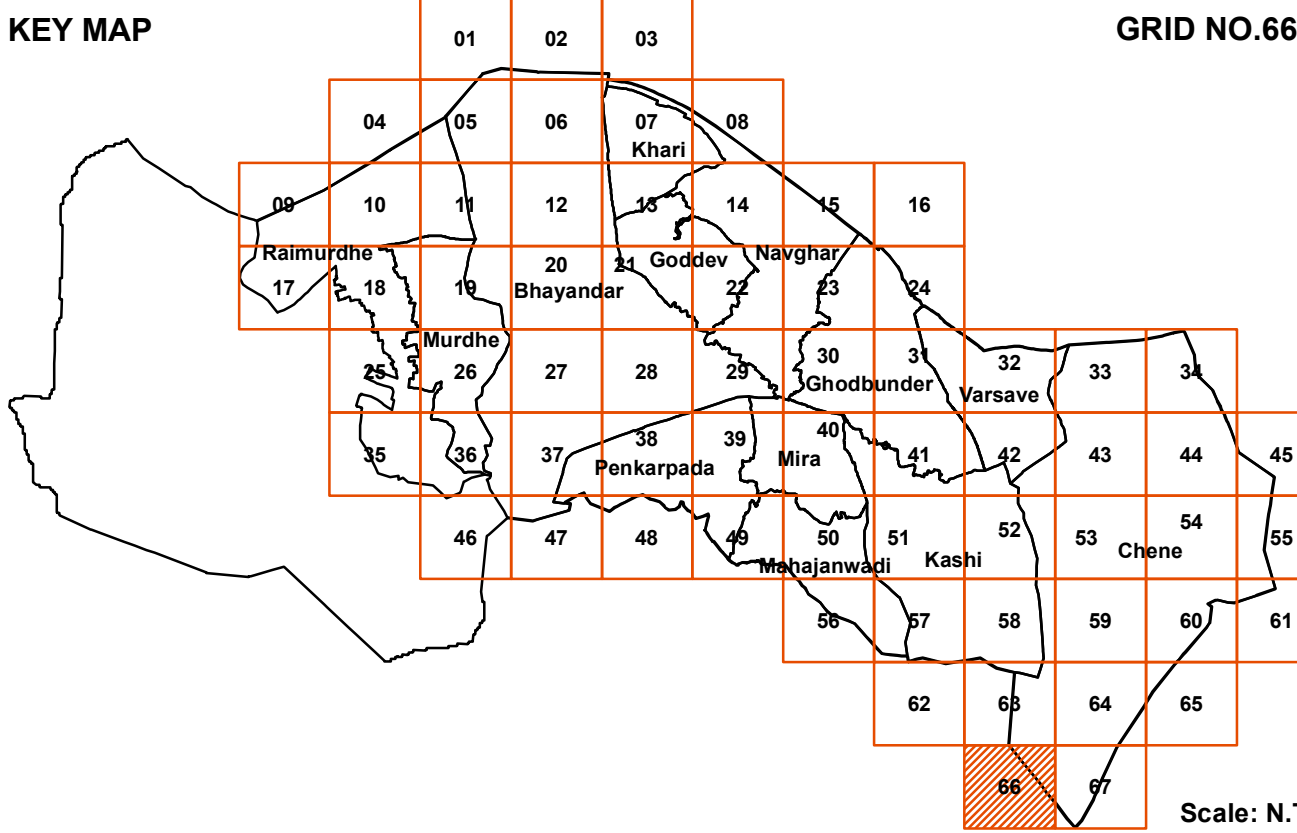 KEY MAP
GRID NO.66
01 02 03
04 05 06 07 08
Khari
09 10 11 12 13 14 15 16
Raimurdhe Goddev Navghar
17 18 19 20 21 22 23 24
Bhayandar
Murdhe
25 26 27 28 29 30 31 32 33 34
Ghodbunder Varsave
35 36 37 38 39 40 41 42 43 44 45
Penkarpada Mira
46 47 48 49 50 51 52 53 54 55
Mahajanwadi Kashi Chene
56 57 58 59 60 61
62 63 64 65
66 67
Scale: N.